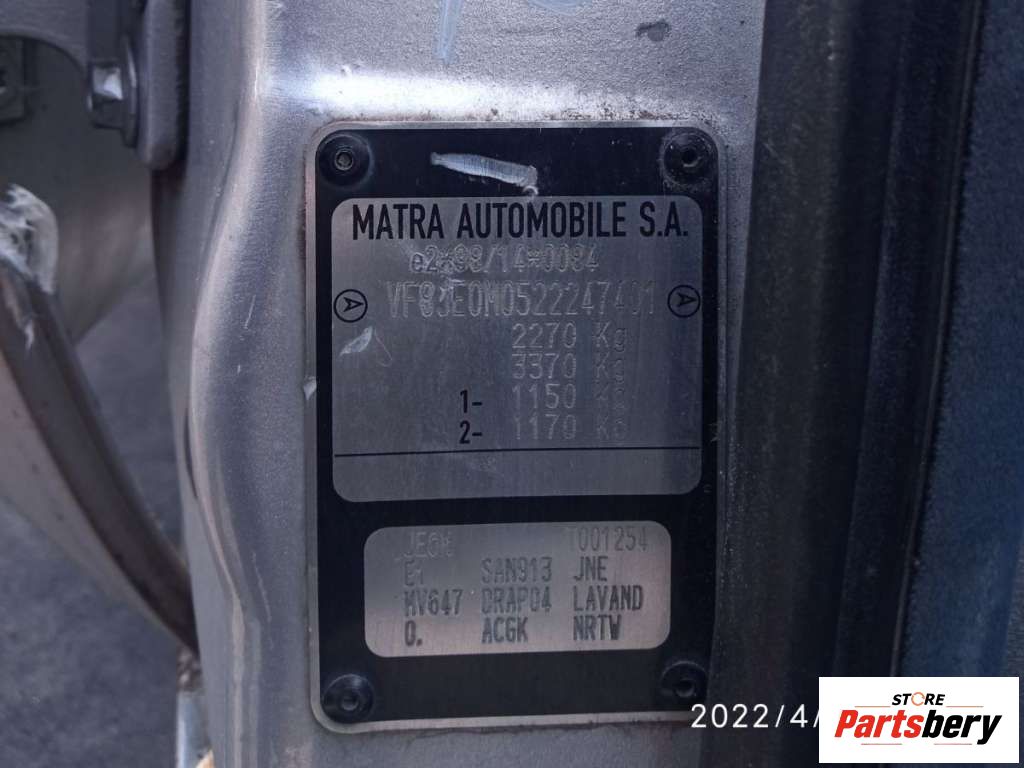 MATRA AUTOMOBILE S.A.
e2*98/14*0084
VF8JE0M0522247401
2270 Kg
3370 Kg
1- 1150 Kg
2- 1170 Kg
T001254
E1 SAN913 JNE
MV647 DRAP04 LAVAND
0. ACGK NRTW
2022/4/
STORE
Partsbery